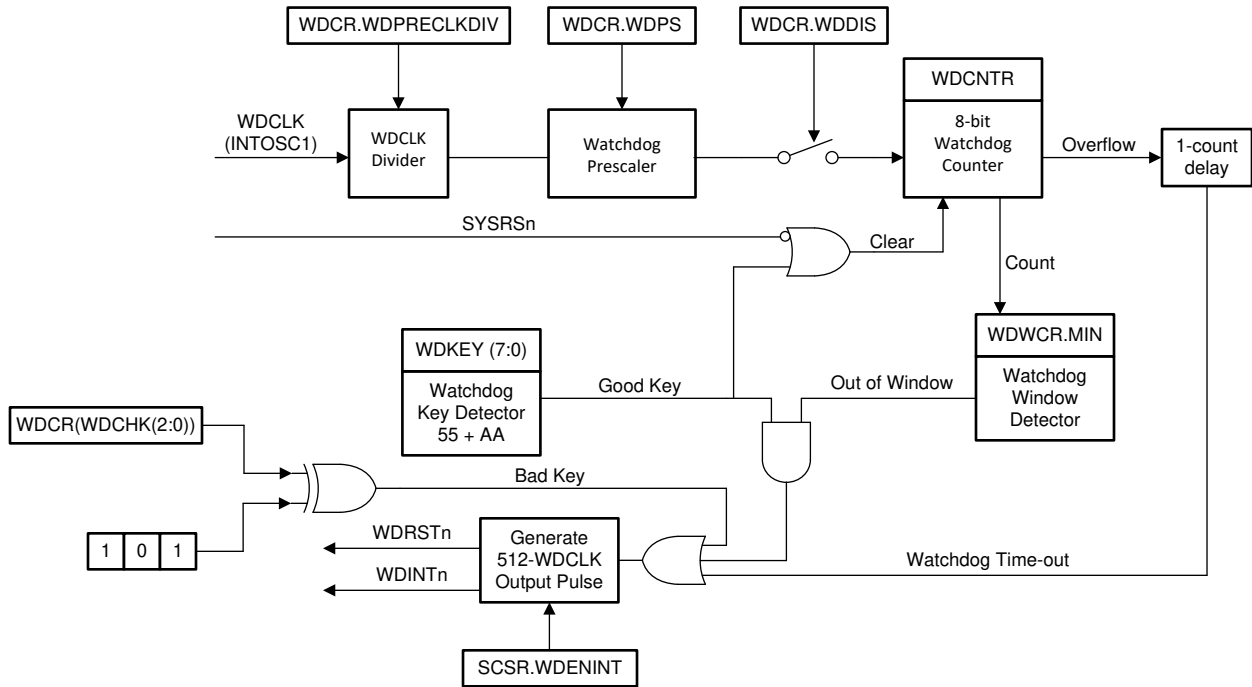 WDCR.WDPRECLKDIV
WDCR.WDPS
WDCR.WDDIS
WDCNTR
WDCLK
(INTOSC1)
WDCLK
Divider
Watchdog
Prescaler
8-bit
Watchdog
Counter
Overflow
1-count
delay
SYSRSn
Clear
Count
WDKEY (7:0)
Watchdog
Key Detector
55 + AA
Good Key
Out of Window
WDWCR.MIN
Watchdog
Window
Detector
WDCR(WDCHK(2:0))
Bad Key
1 0 1
WDRSTn
WDINTn
Generate
512-WDCLK
Output Pulse
Watchdog Time-out
SCSR.WDENINT